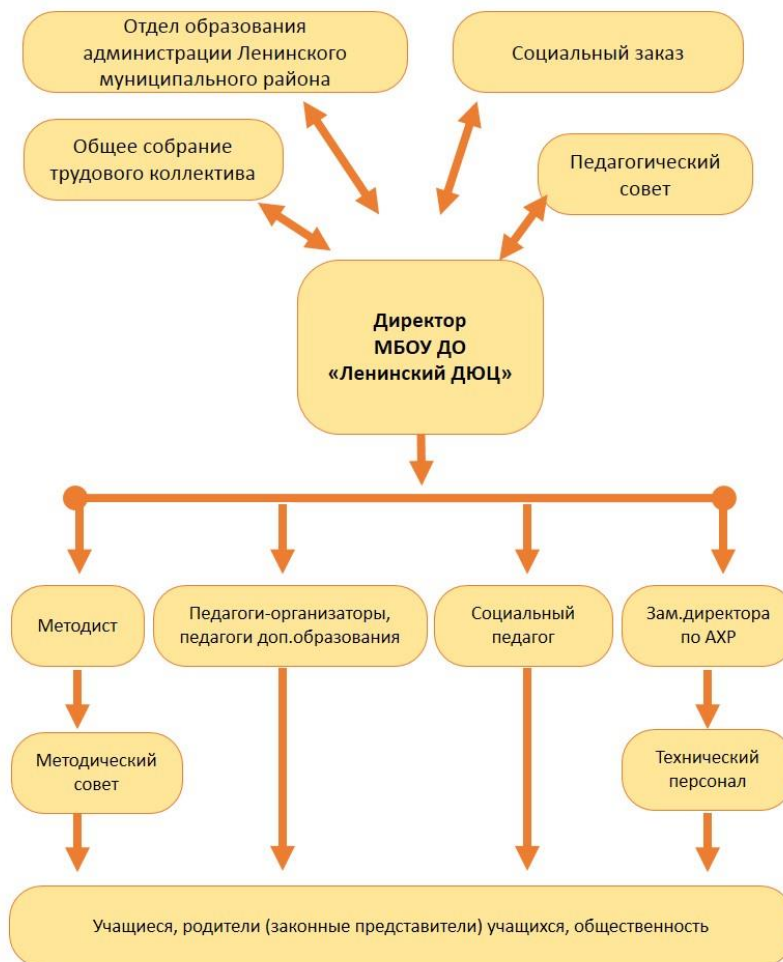 Отдел образования
администрации Ленинского
муниципального района
Социальный заказ
Общее собрание
трудового коллектива
Педагогический
совет
Директор
МБОУ ДО
«Ленинский ДЮЦ»
Методист
Педагоги-организаторы,
педагоги доп.образования
Социальный
педагог
Зам.директора
по АХР
Методический
совет
Технический
персонал
Учащиеся, родители (законные представители) учащихся, общественность